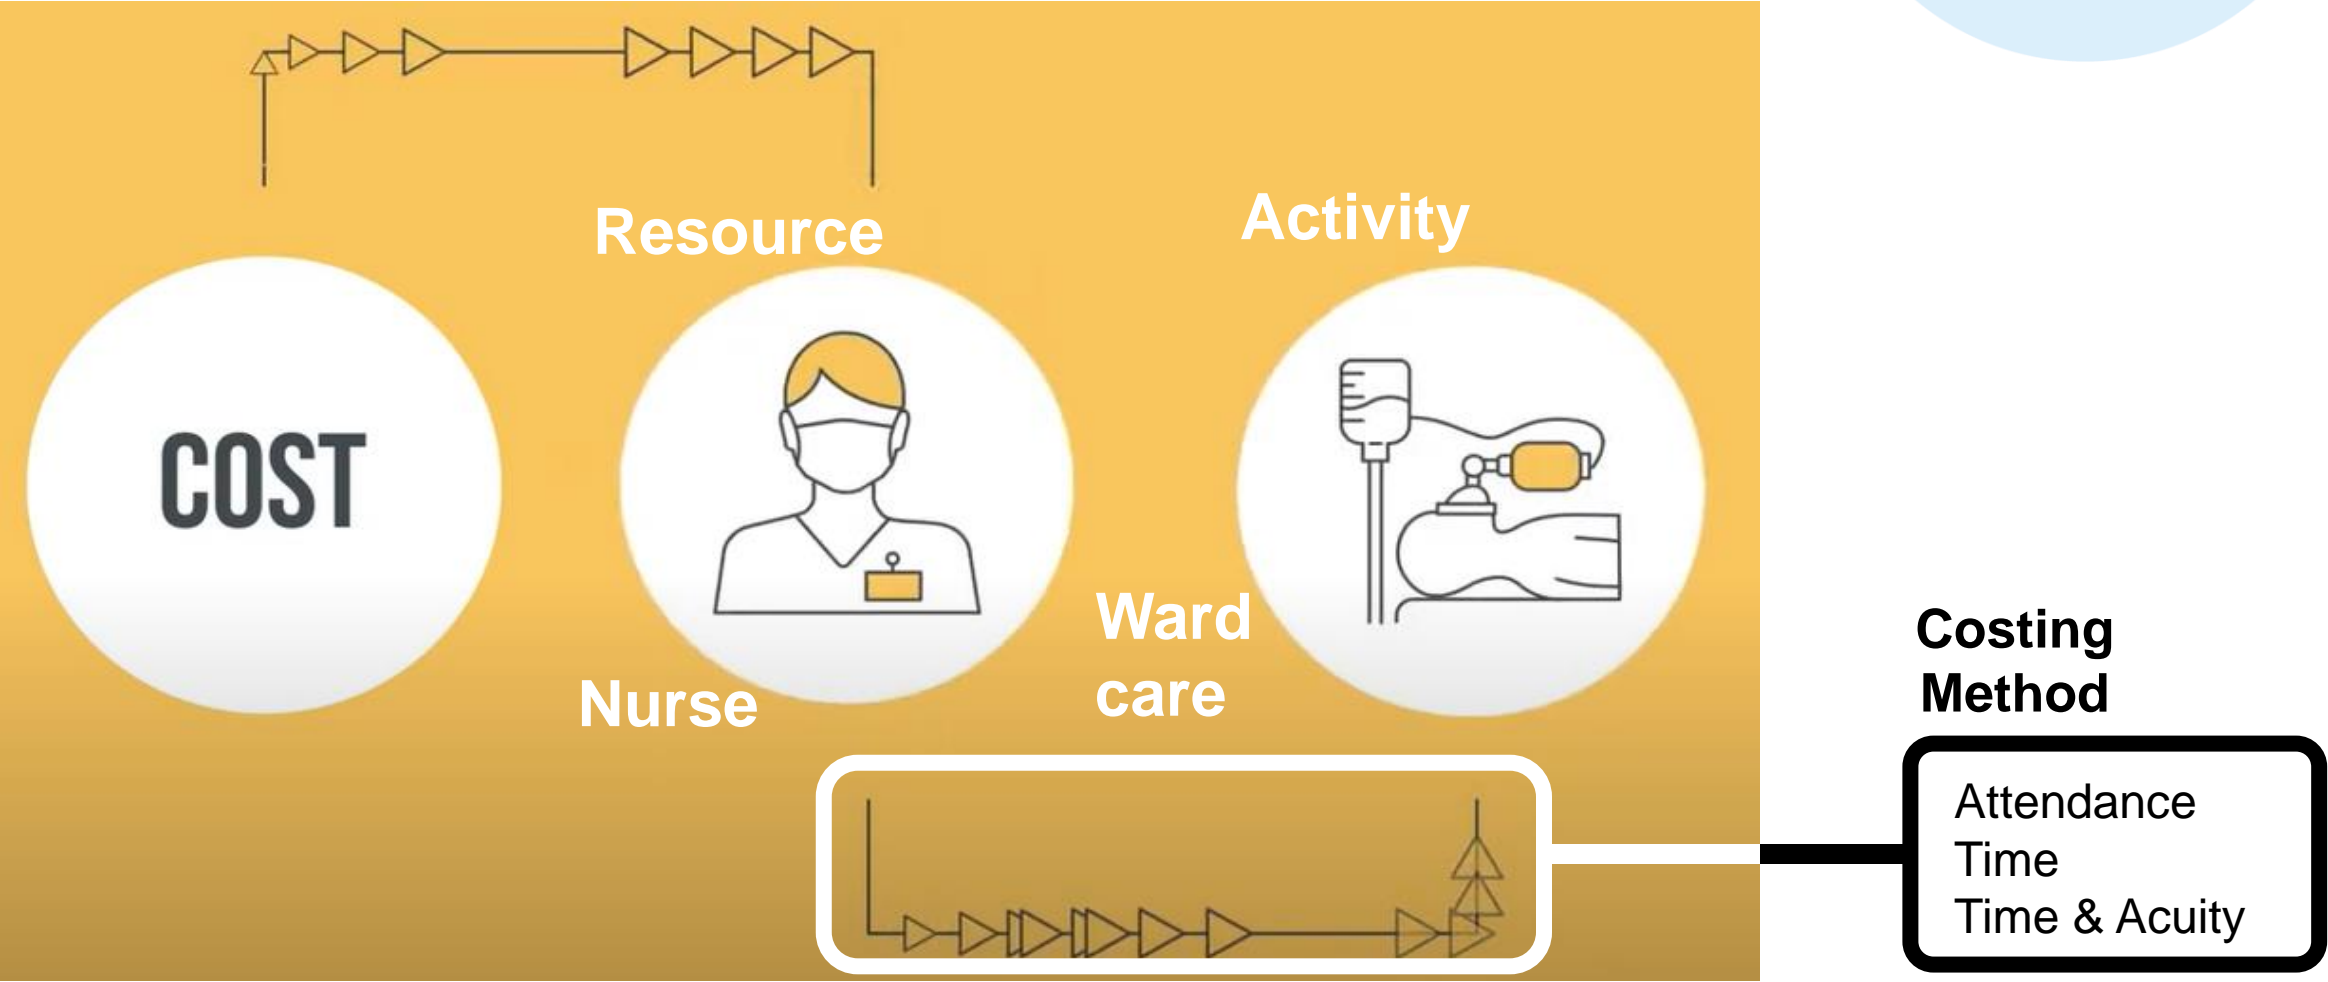 Resource
Activity
COST
Nurse
Ward
care
Costing
Method
Attendance
Time
Time & Acuity